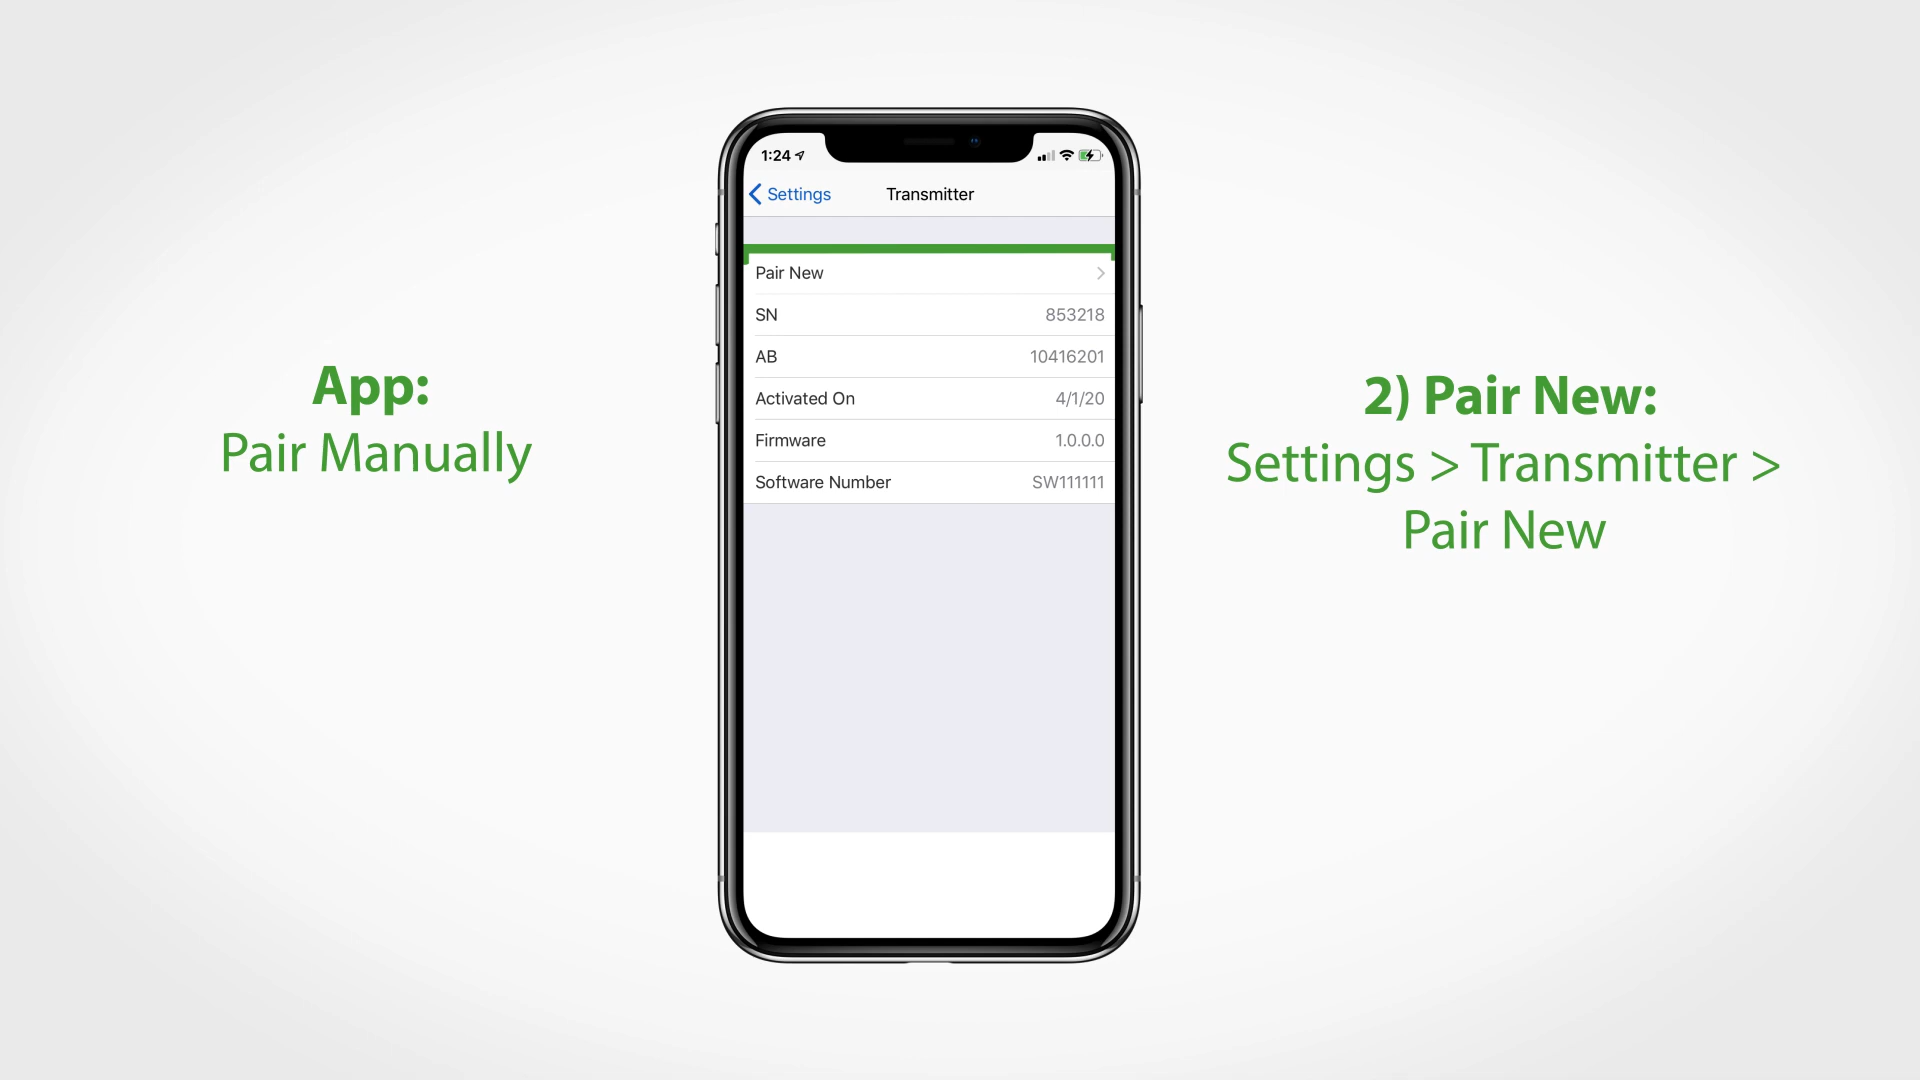 App:
Pair Manually
1:24
Settings
Transmitter
Pair New
SN 853218
AB 10416201
Activated On 4/1/20
Firmware 1.0.0.0
Software Number SW111111
2) Pair New:
Settings > Transmitter >
Pair New